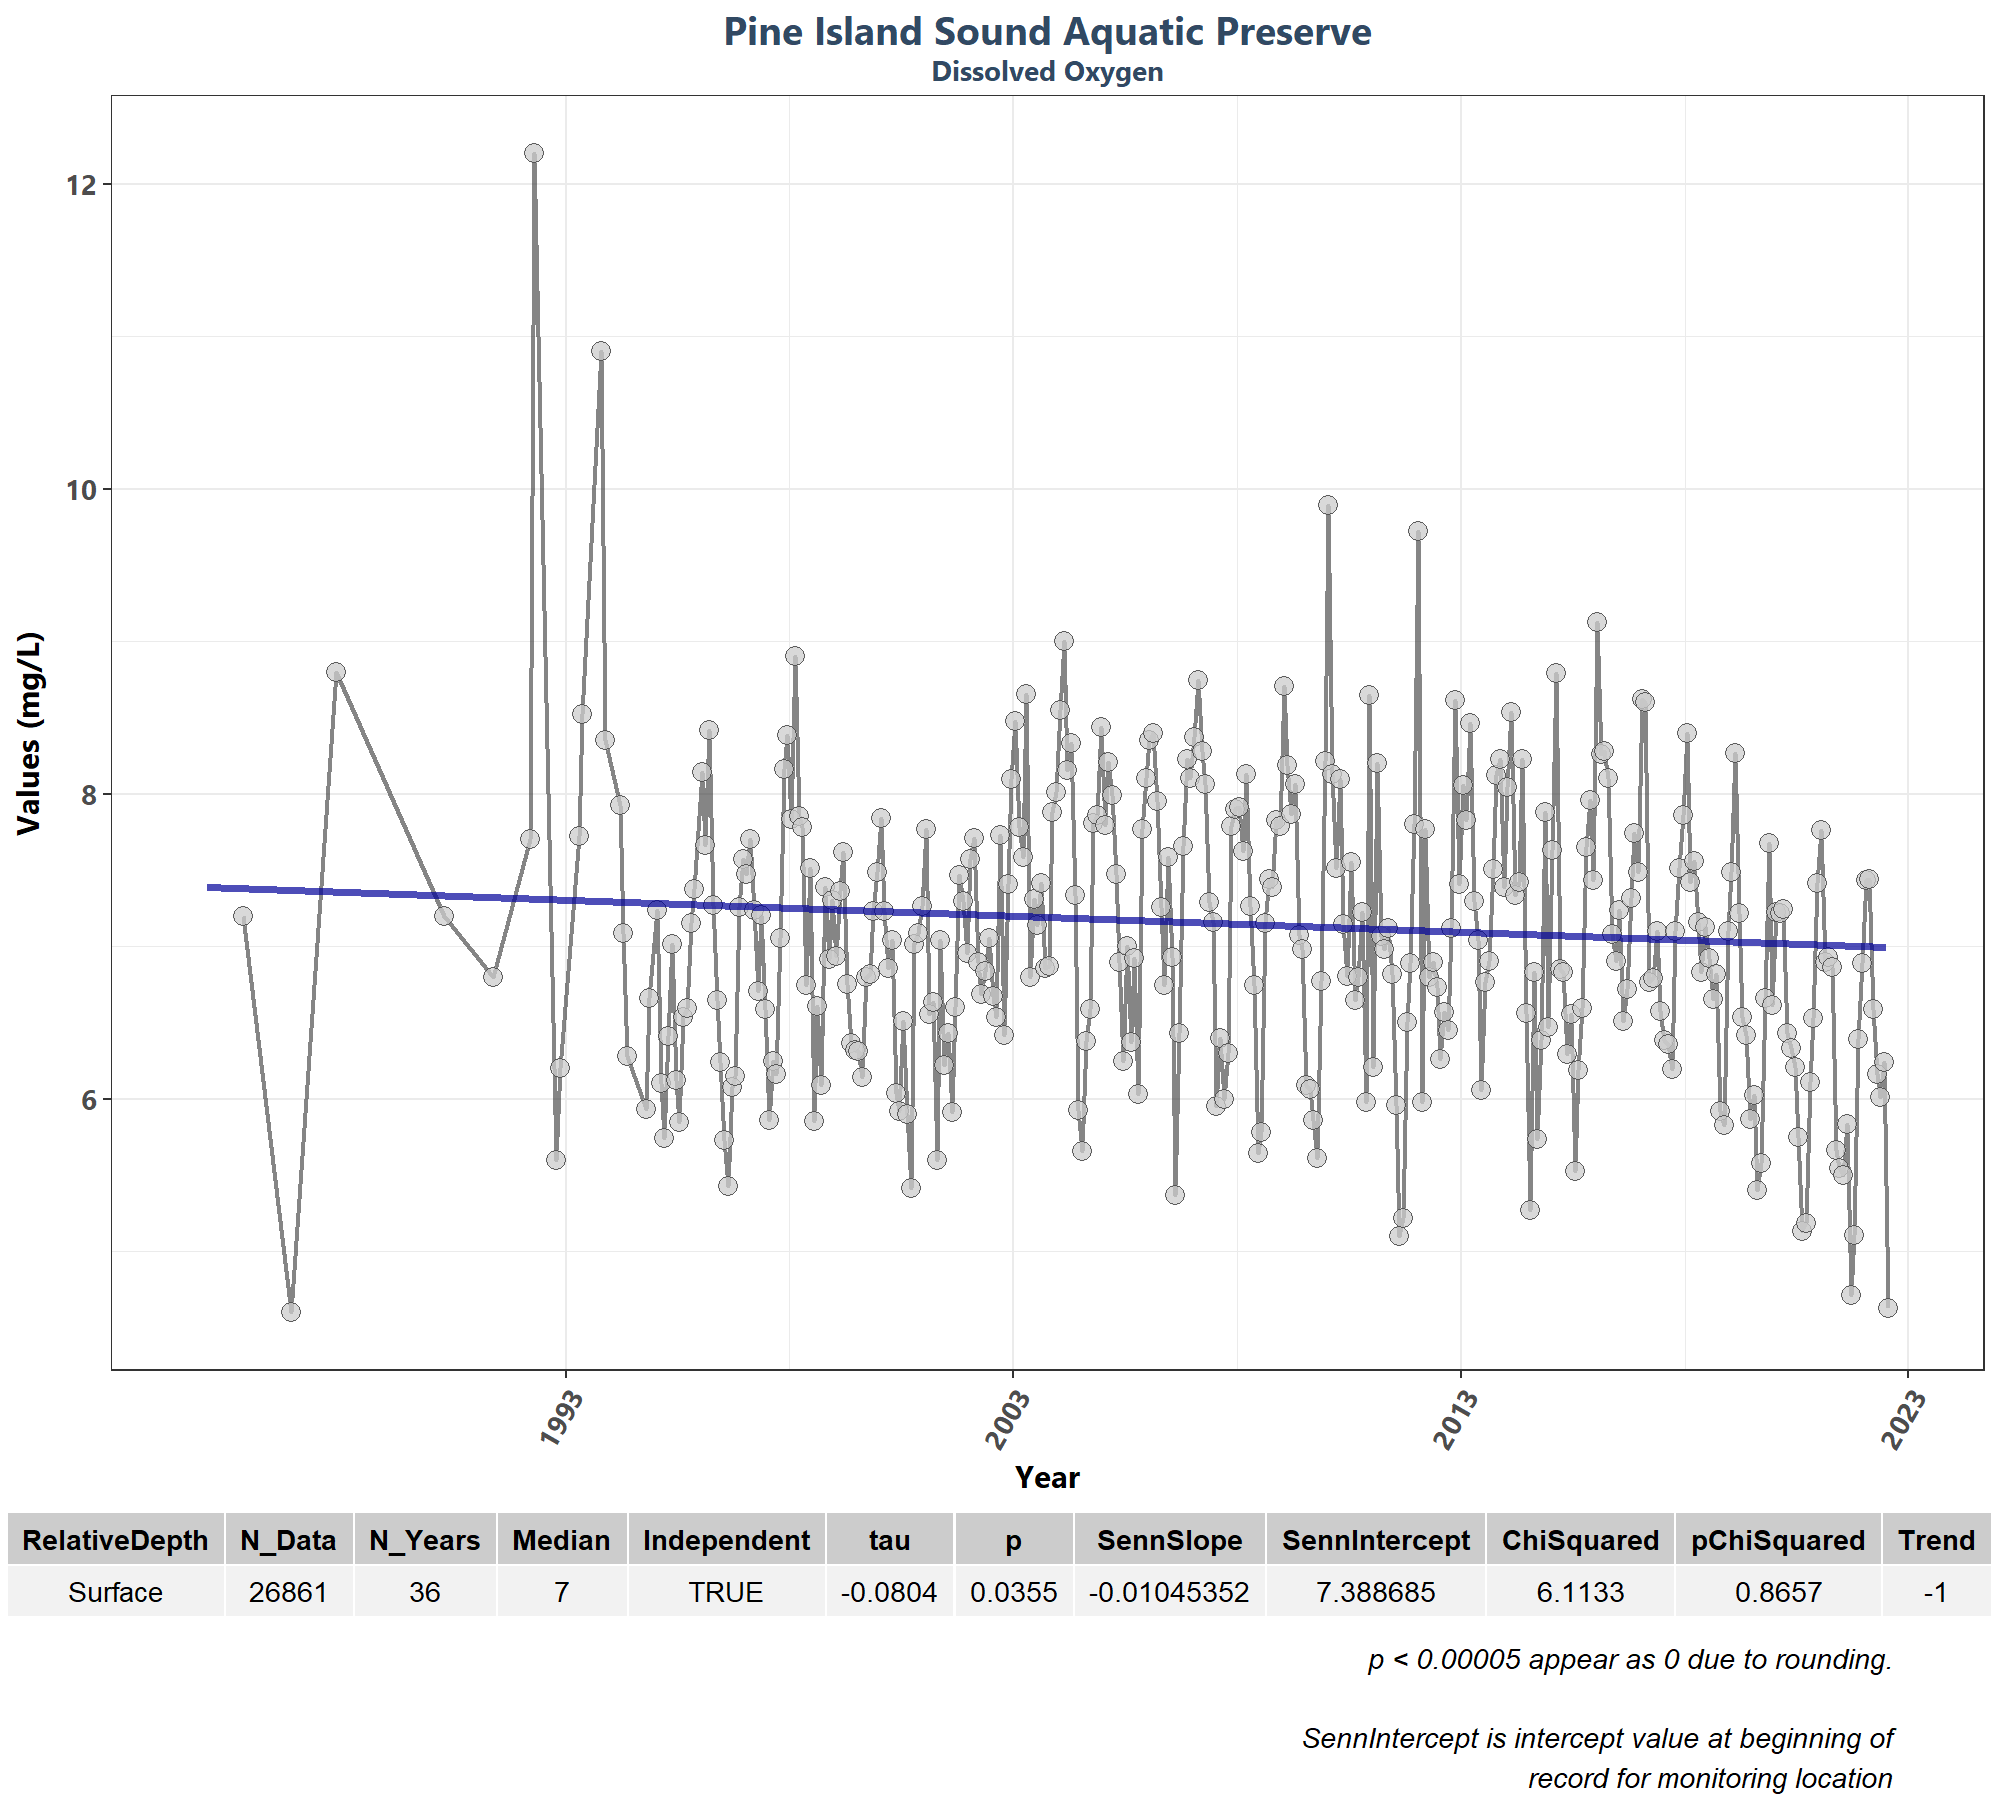 Pine Island Sound Aquatic Preserve
Dissolved Oxygen
Values (mg/L)
12
10
8
6
1993
2003
2013
2023
Year
RelativeDepth N_Data N_Years Median Independent tau p SennSlope SennIntercept ChiSquared pChiSquared Trend
Surface 26861 36 7 TRUE -0.0804 0.0355 -0.01045352 7.388685 6.1133 0.8657 -1
p < 0.00005 appear as 0 due to rounding.
SennIntercept is intercept value at beginning of
record for monitoring location